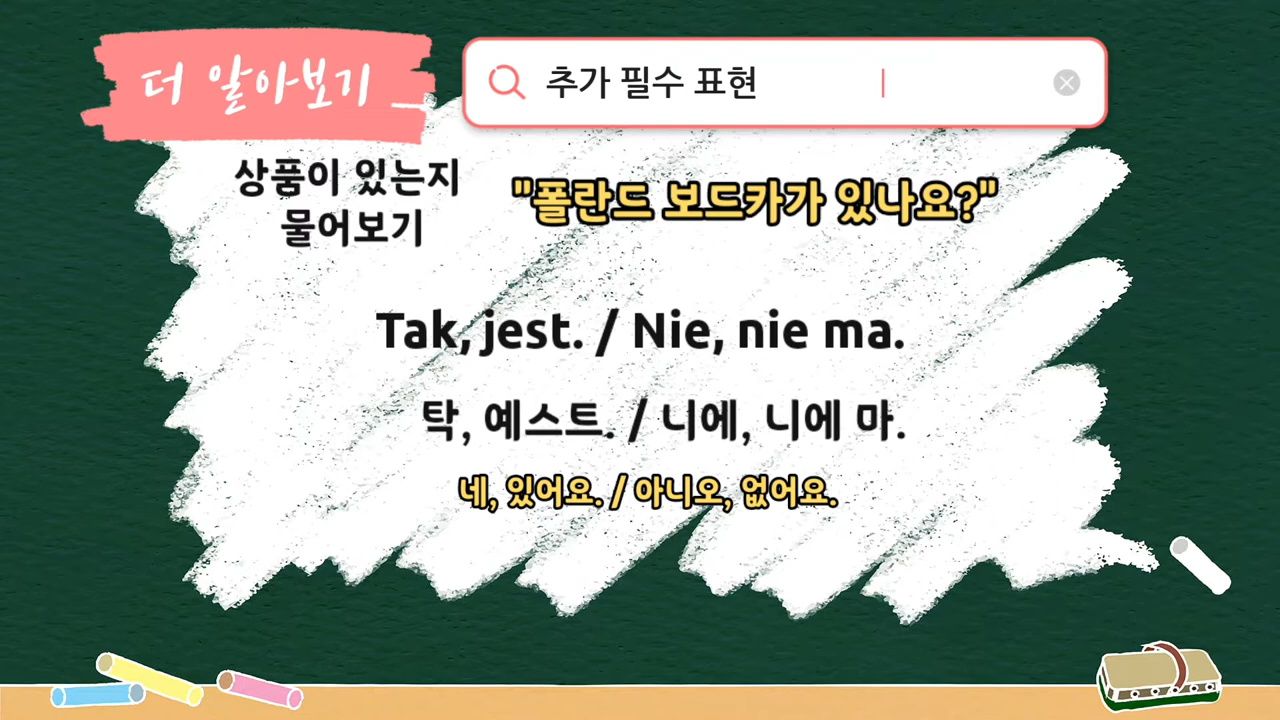 더 알아보기
추가 필수 표현
상품이 있는지
물어보기
"폴란드 보드카가 있나요?"
Tak, jest. / Nie, nie ma.
탁, 예스트. / 니에, 니에 마.
네, 있어요. / 아니오, 없어요.